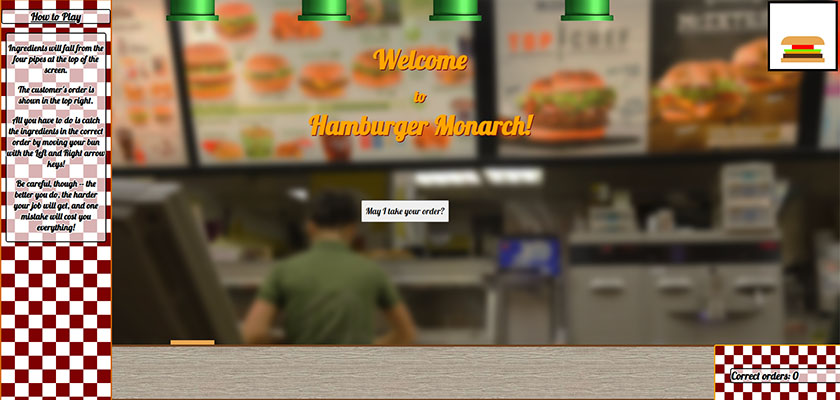 How to Play
Ingredients will fall from the
four pipes at the top of the
screen.
The customer's order is
shown in the top right.
All you have to do is catch
the ingredients in the correct
order by moving your bun
with the Left and Right arrow
keys!
Be careful, though -- the
better you do, the harder
your job will get, and one
mistake will cost you
everything!
TOP CHEF
Welcome
to
Hamburger Monarch!
May I take your order?
Correct orders: 0